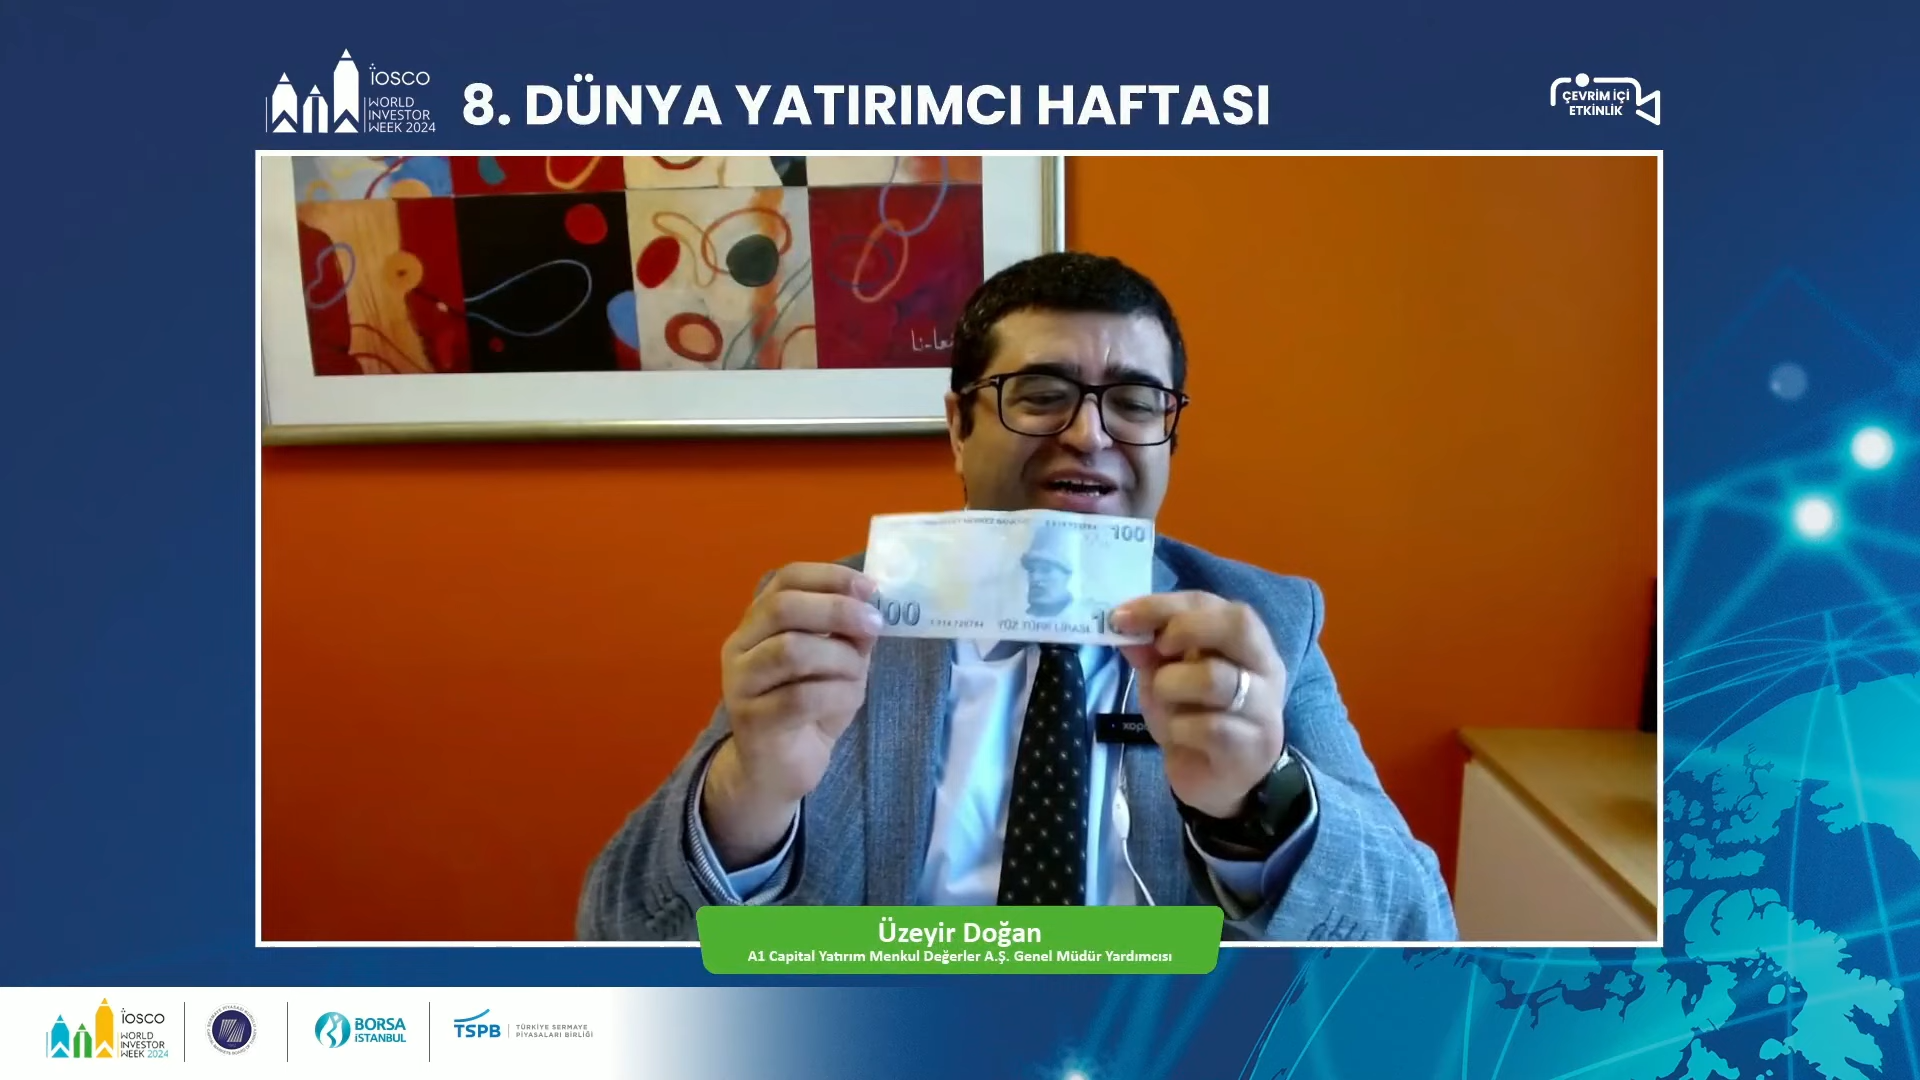 IOSCO
WORLD
INVESTOR
WEEK 2024
8. DÜNYA YATIRIMCI HAFTASI
ÇEVRİM İÇİ
ETKİNLİK
100
100
YÜZ TÜRK LİRASI
Üzeyir Doğan
A1 Capital Yatırım Menkul Değerler A.Ş. Genel Müdür Yardımcısı
IOSCO
WORLD
INVESTOR
WEEK 2024
BORSA
İSTANBUL
TSPB
TÜRKİYE SERMAYE
PİYASALARI BİRLİĞİ